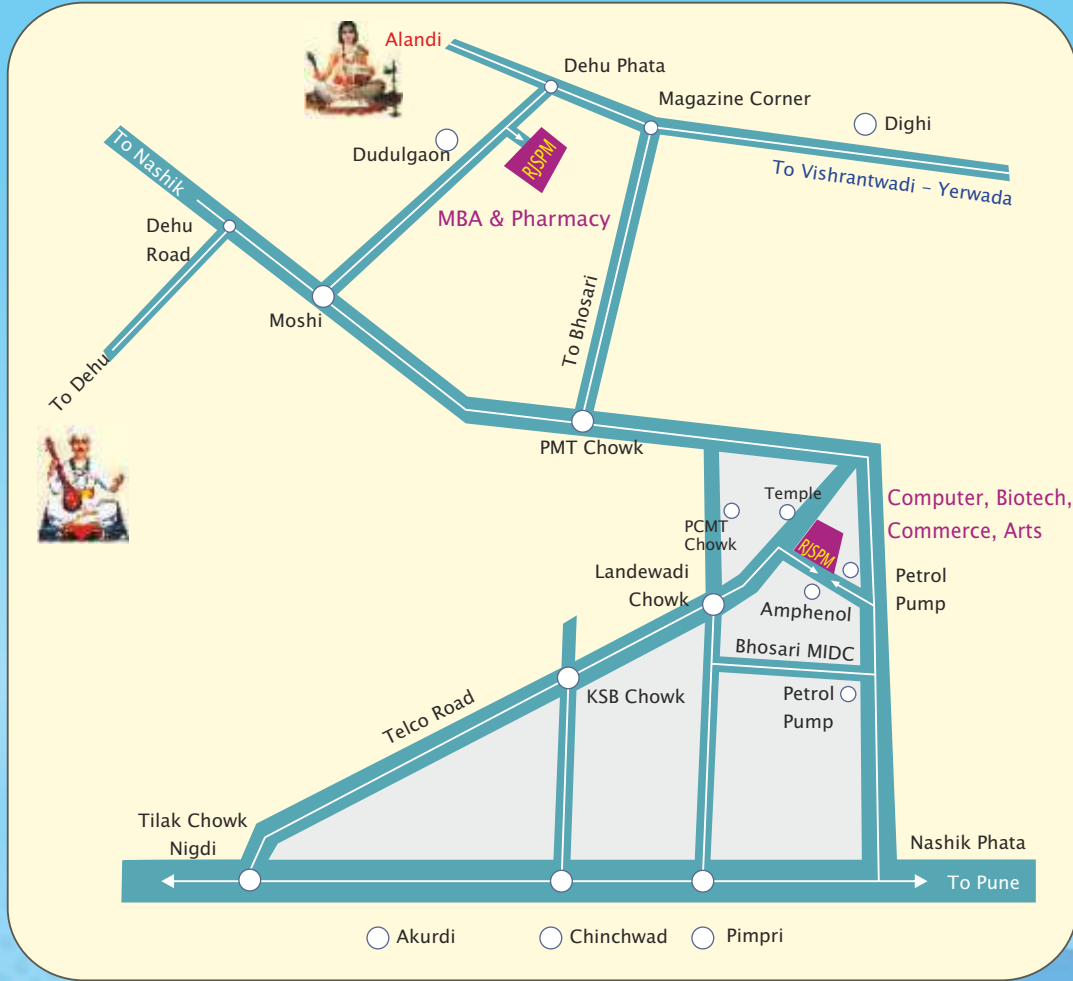 Alandi
Dehu Phata
Magazine Corner
Dighi
To Nashik
Dudulgaon
RJSPM
To Vishrantwadi – Yerwada
MBA & Pharmacy
Dehu
Road
Moshi
To Bhosari
To Dehu
PMT Chowk
Temple
Computer, Biotech,
Commerce, Arts
PCMT
Chowk
RJSPM
Landewadi
Chowk
Petrol
Pump
Amphenol
Bhosari MIDC
KSB Chowk
Petrol
Pump
Telco Road
Tilak Chowk
Nigdi
Nashik Phata
To Pune
Akurdi
Chinchwad
Pimpri